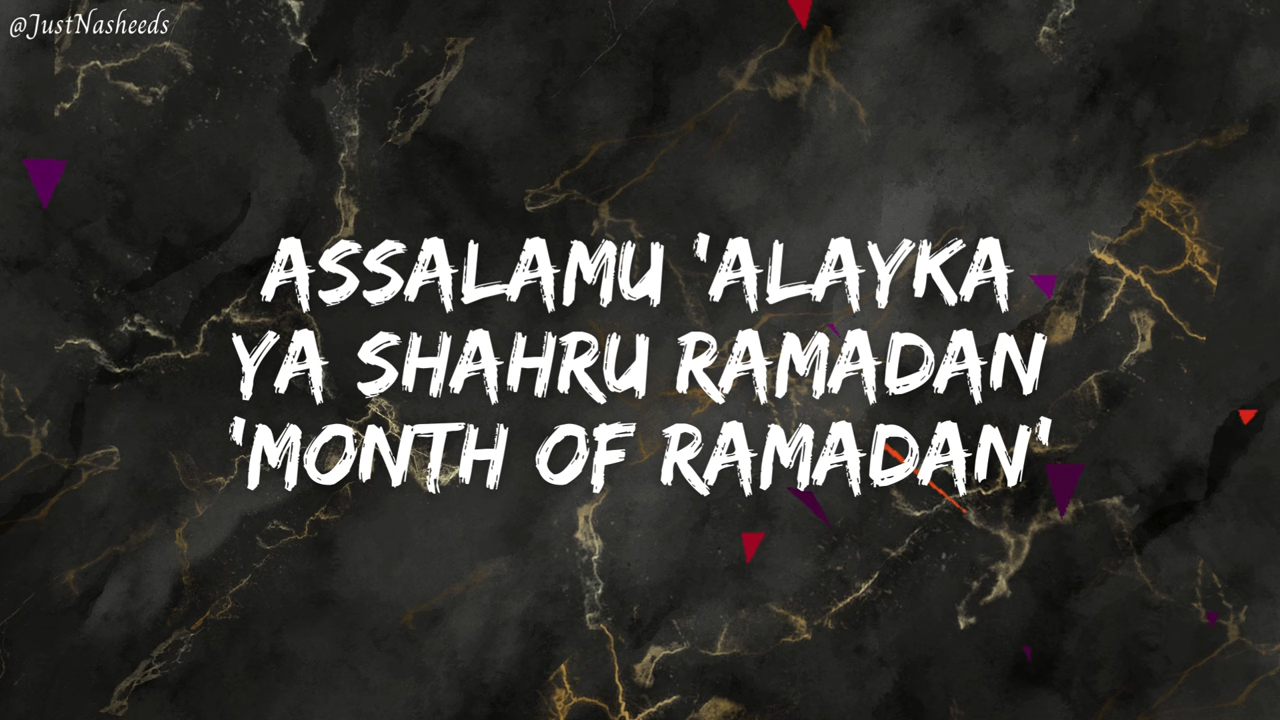 @JustNasheeds
ASSALAMU 'ALAYKA
YA SHAHRU RAMADAN
'MONTH OF RAMADAN'